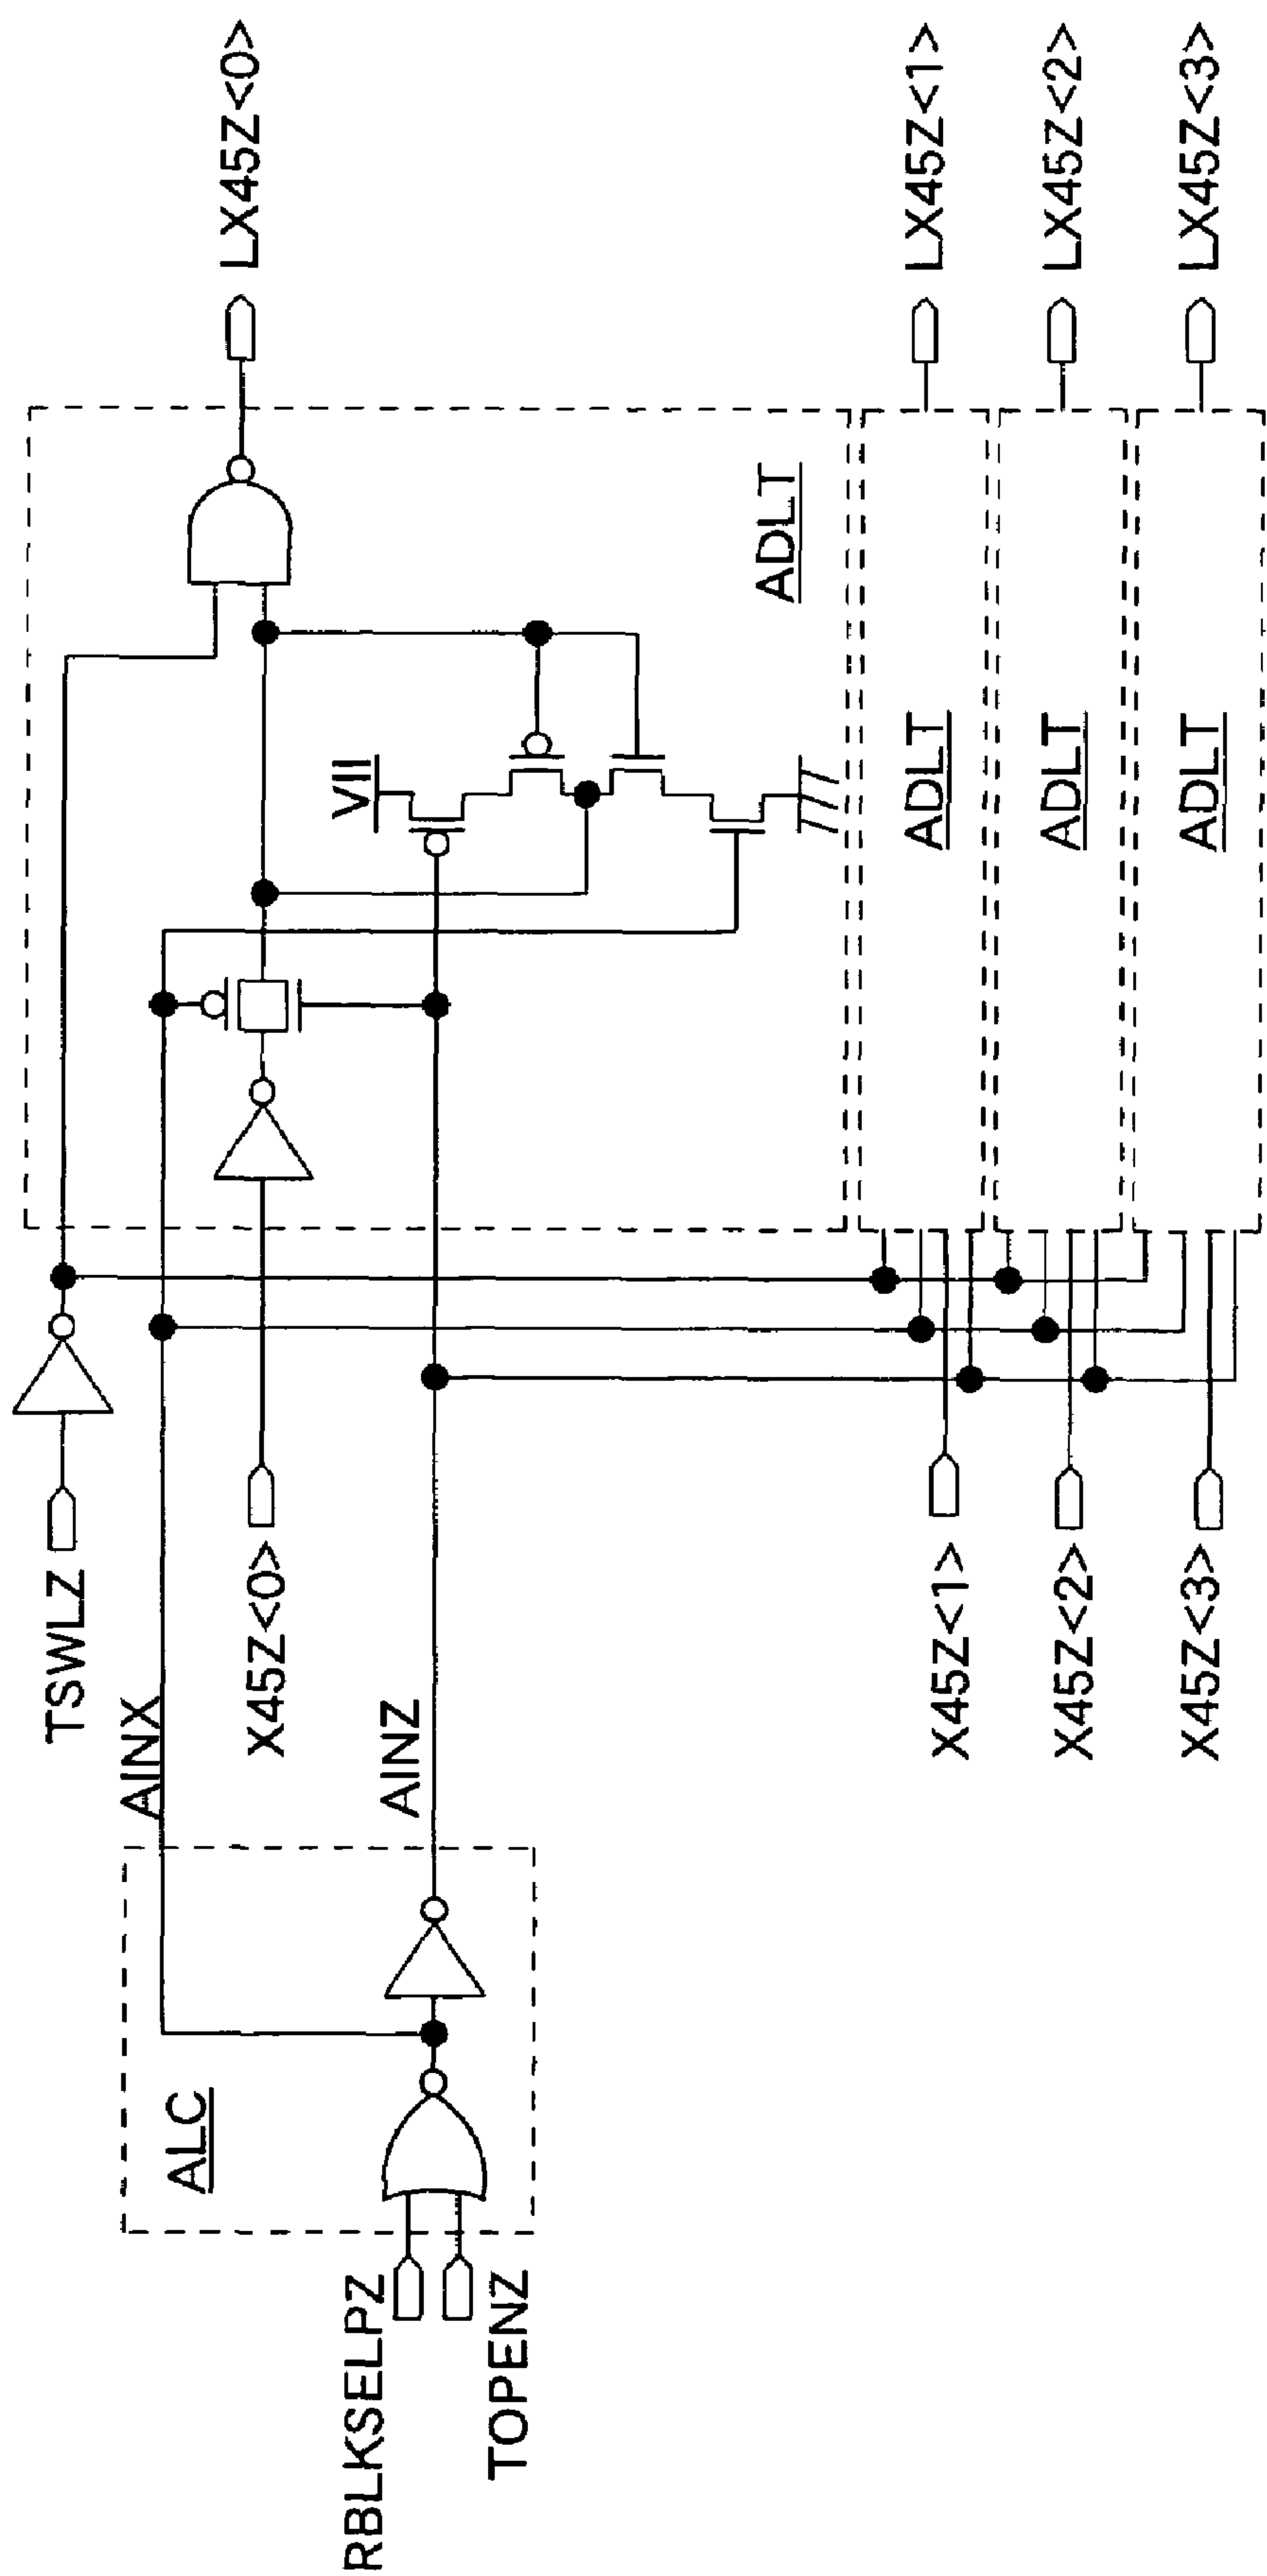 TSWLZ
AINX
X45Z<0>
AINZ
ALC
RBLKSELPZ
TOPENZ
VII
ADLT
LX45Z<0>
X45Z<1>
ADLT
LX45Z<1>
X45Z<2>
ADLT
LX45Z<2>
X45Z<3>
ADLT
LX45Z<3>